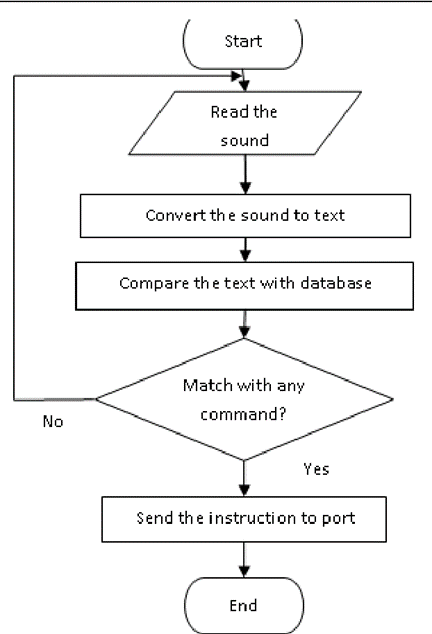 Start
Read the
sound
Convert the sound to text
Compare the text with database
Match with any
command?
No
Yes
Send the instruction to port
End